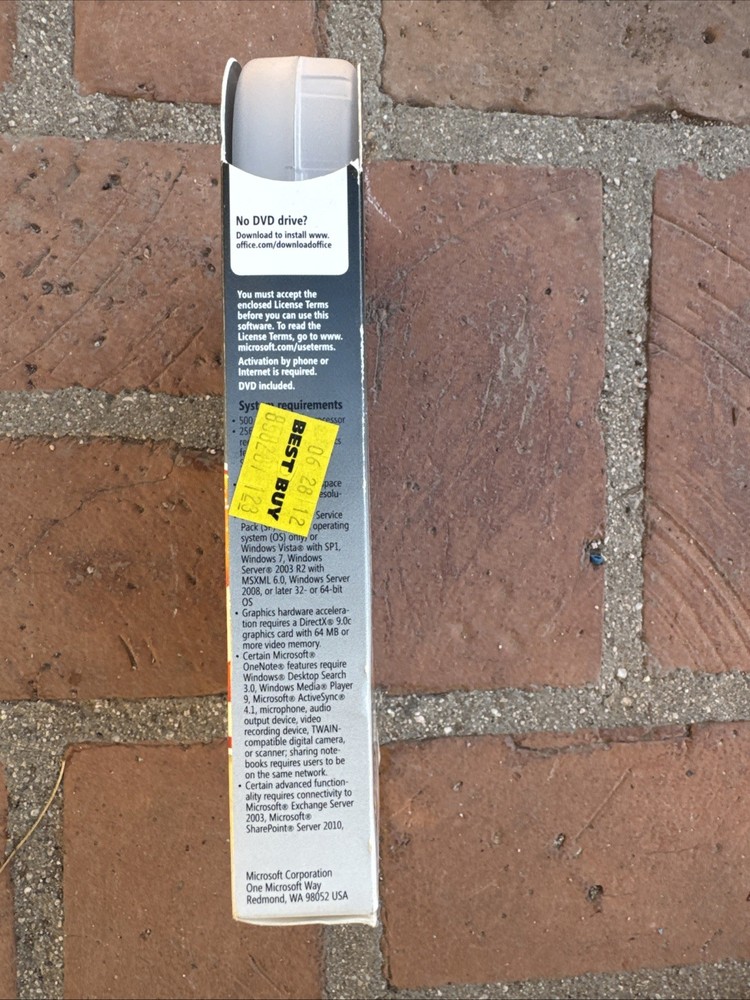 No DVD drive?
Download to install www.
office.com/downloadoffice
You must accept the
enclosed License Terms
before you can use this
software. To read the
License Terms, go to www.
microsoft.com/useterms.
Activation by phone or
Internet is required.
DVD included.
System requirements
• 500
• 256
BEST BUY
06 28 12
123
Service
operating
system (OS) only, or
Windows Vista® with SP1,
Windows 7, Windows
Server® 2003 R2 with
MSXML 6.0, Windows Server
2008, or later 32- or 64-bit
OS
• Graphics hardware accelera-
tion requires a DirectX® 9.0c
graphics card with 64 MB or
more video memory.
• Certain Microsoft®
OneNote® features require
Windows® Desktop Search
3.0, Windows Media® Player
9, Microsoft® ActiveSync®
4.1, microphone, audio
output device, video
recording device, TWAIN-
compatible digital camera,
or scanner; sharing note-
books requires users to be
on the same network.
• Certain advanced function-
ality requires connectivity to
Microsoft® Exchange Server
2003, Microsoft®
SharePoint® Server 2010,
Microsoft Corporation
One Microsoft Way
Redmond, WA 98052 USA